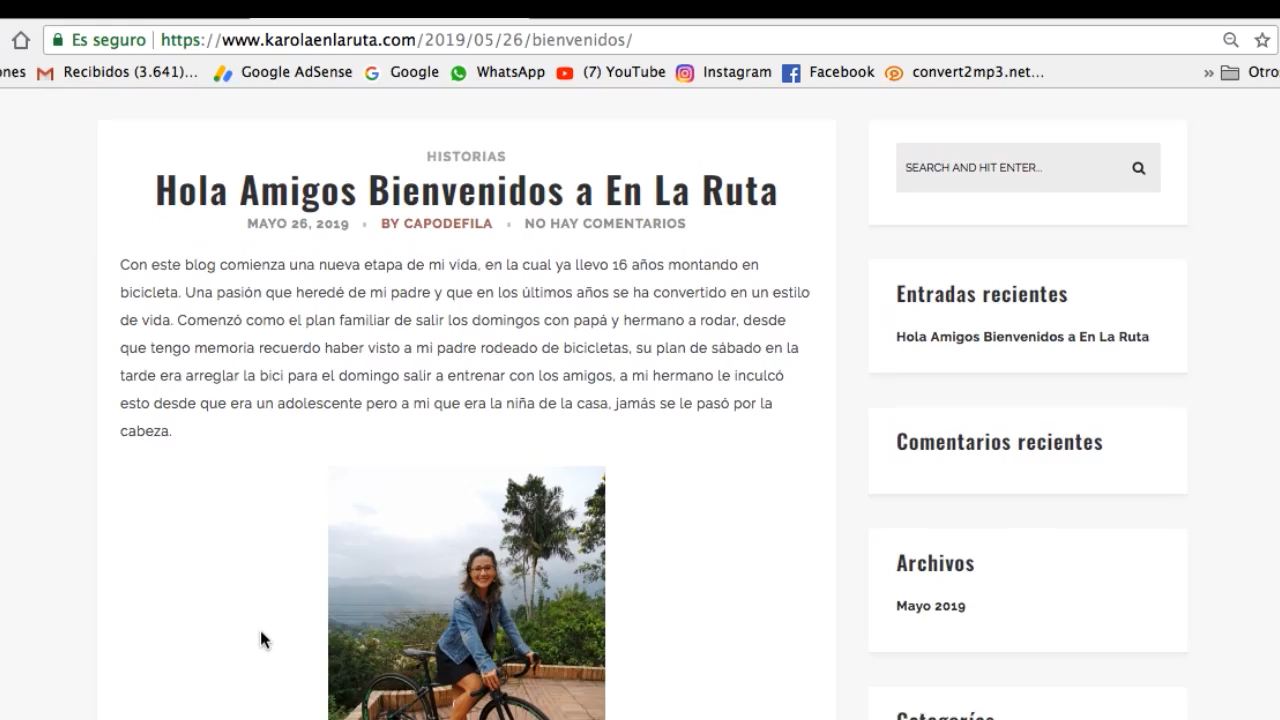 Es seguro https://www.karolaenlaruta.com/2019/05/26/bienvenidos/
nes Recibidos (3.641)... Google AdSense Google WhatsApp (7) YouTube Instagram Facebook convert2mp3.net... » Otro
HISTORIAS
Hola Amigos Bienvenidos a En La Ruta
MAYO 26, 2019 BY CAPODEFILA NO HAY COMENTARIOS
Con este blog comienza una nueva etapa de mi vida, en la cual ya llevo 16 años montando en
bicicleta. Una pasión que heredé de mi padre y que en los últimos años se ha convertido en un estilo
de vida. Comenzó como el plan familiar de salir los domingos con papá y hermano a rodar, desde
que tengo memoria recuerdo haber visto a mi padre rodeado de bicicletas, su plan de sábado en la
tarde era arreglar la bici para el domingo salir a entrenar con los amigos, a mi hermano le inculcó
esto desde que era un adolescente pero a mi que era la niña de la casa, jamás se le pasó por la
cabeza.
SEARCH AND HIT ENTER...
Entradas recientes
Hola Amigos Bienvenidos a En La Ruta
Comentarios recientes
Archivos
Mayo 2019
Categorías